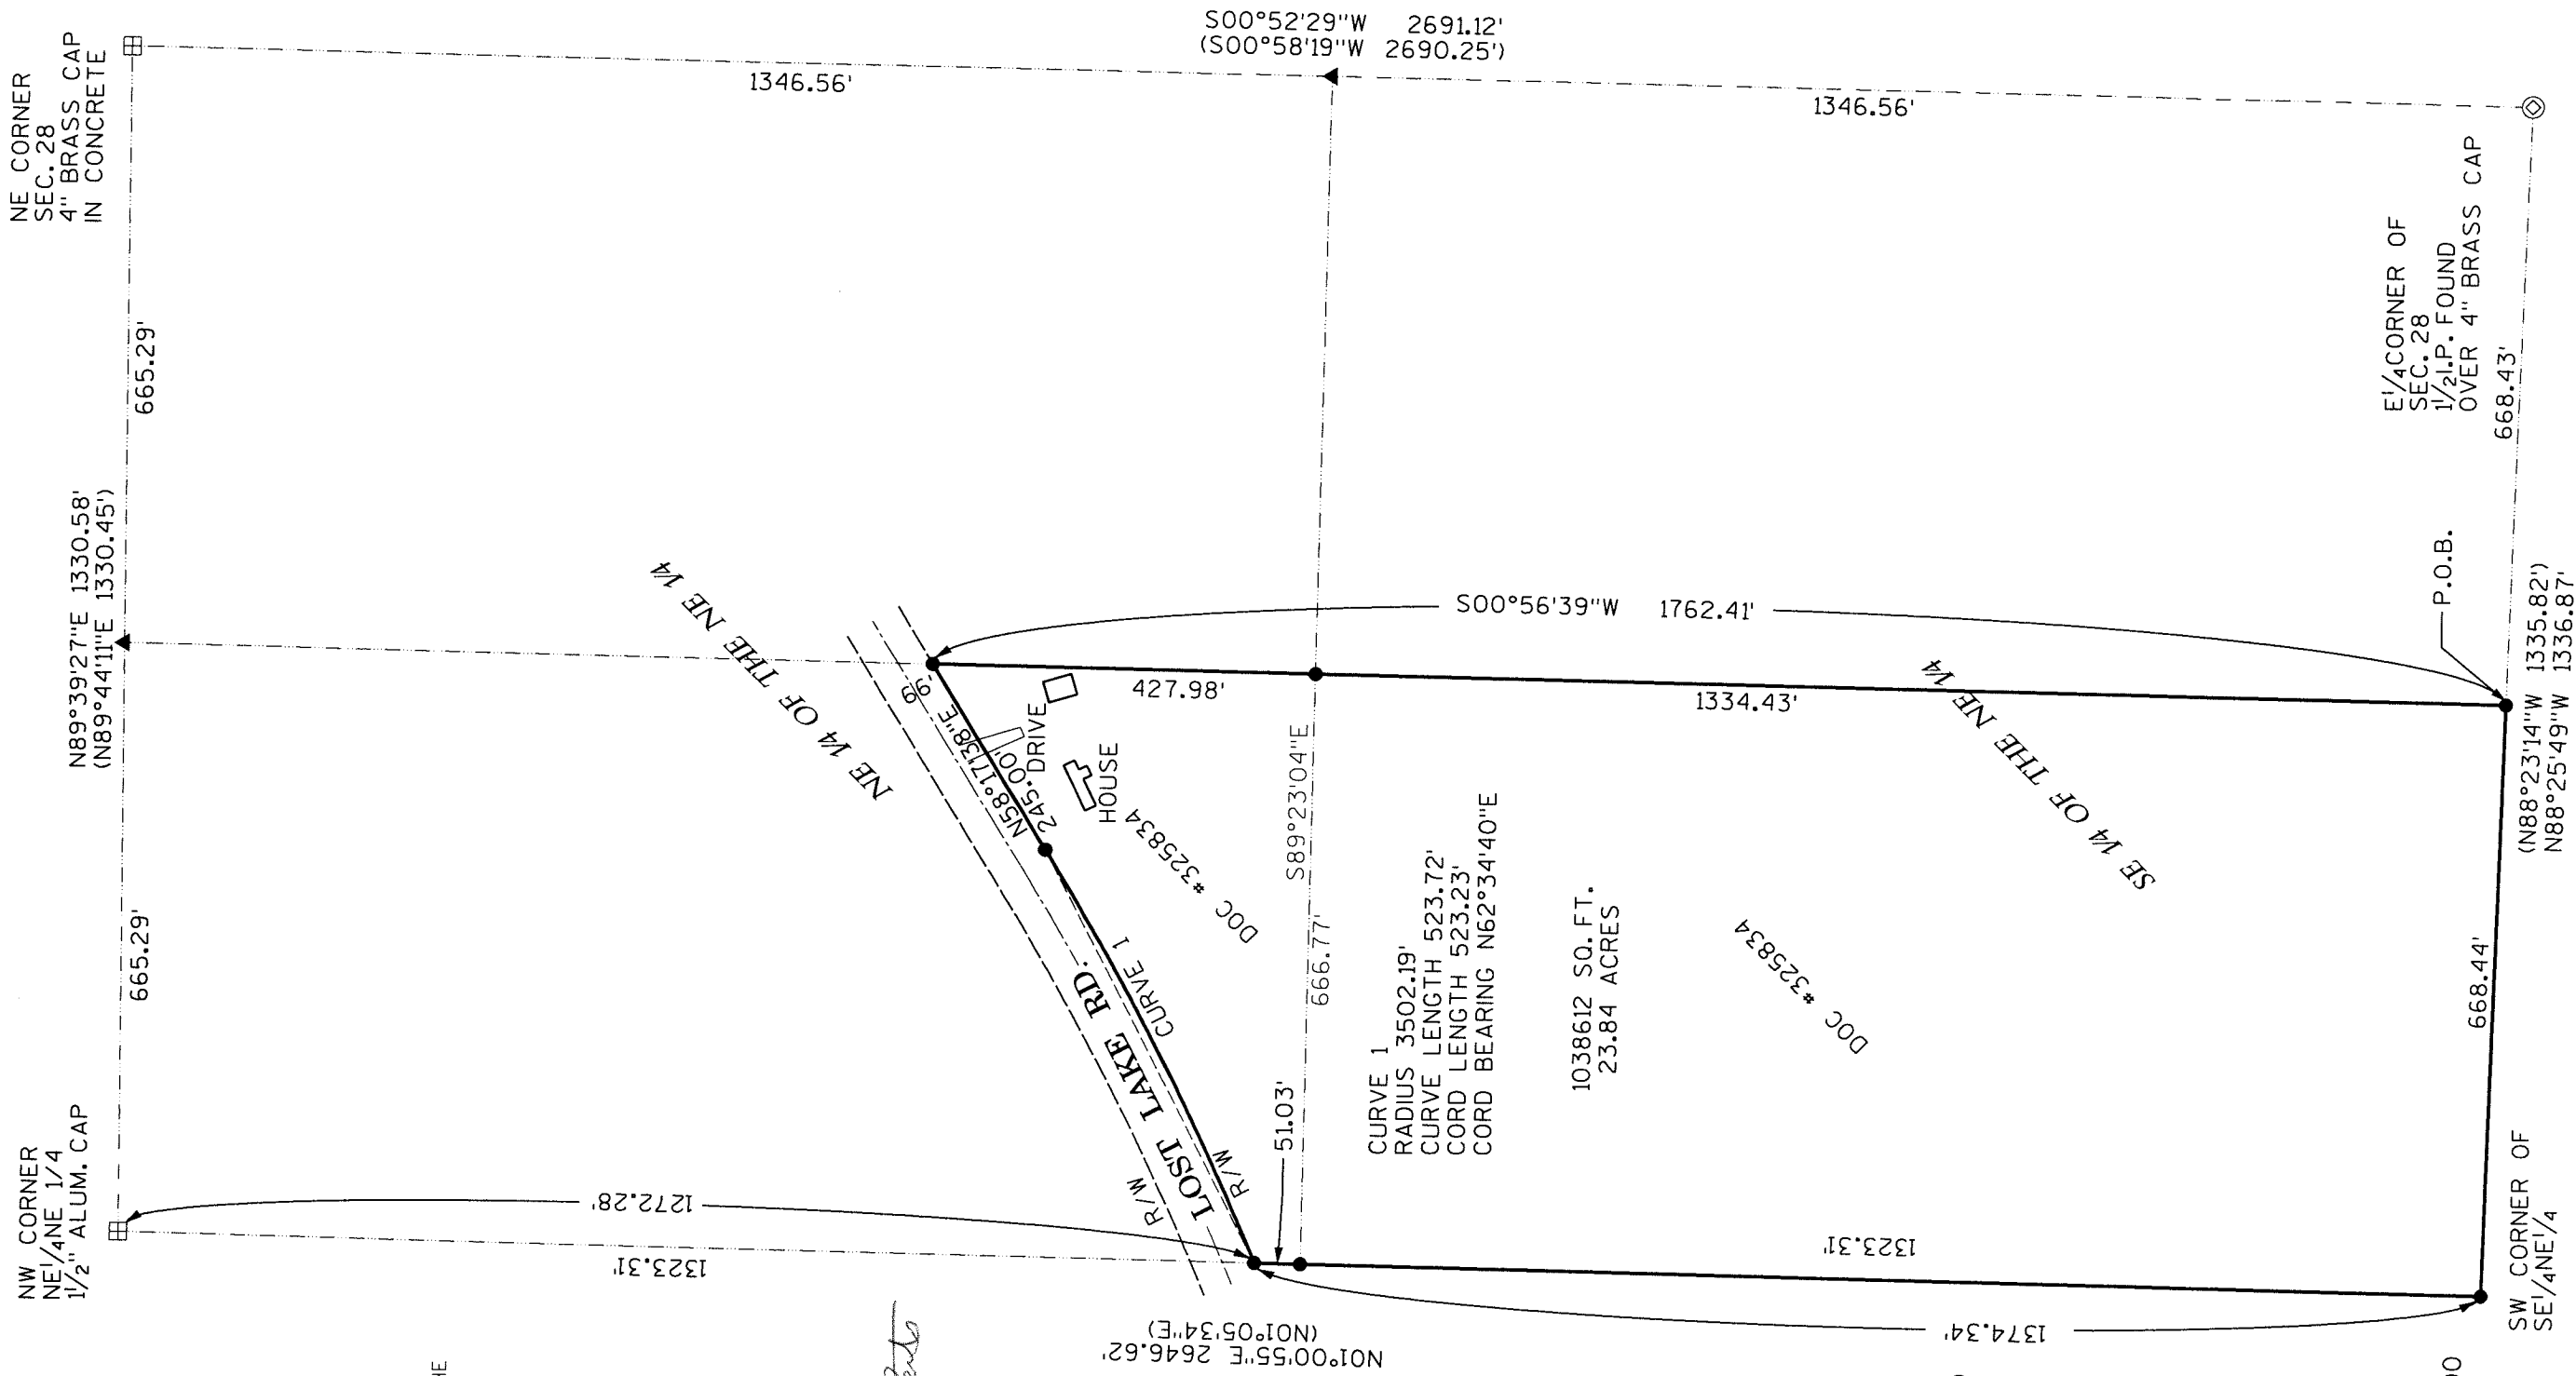 NE CORNER
SEC. 28
4" BRASS CAP
IN CONCRETE
S00°52'29"W 2691.12'
(S00°58'19"W 2690.25')
1346.56'
1346.56'
665.29'
N89°39'27"E 1330.58'
(N89°44'11"E 1330.45')
665.29'
NW CORNER
NE1/4NE 1/4
1 1/2" ALUM. CAP
E1/4CORNER OF
SEC. 28
1 1/2I.P. FOUND
OVER 4" BRASS CAP
668.43'
P.O.B.
(N88°23'14"W 1335.82')
N88°25'49"W 1336.87'
668.44'
SW CORNER OF
SE1/4NE1/4
NE 1/4 OF THE NE 1/4
S00°56'39"W 1762.41'
427.98'
1334.43'
SE 1/4 OF THE NE 1/4
N58°17'38"E
245.00'
DRIVE
HOUSE
DOC #325834
S89°23'04"E
666.77'
CURVE 1
LOST LAKE RD.
R/W
R/W
51.03'
CURVE 1
RADIUS 3502.19'
CURVE LENGTH 523.72'
CORD LENGTH 523.23'
CORD BEARING N62°34'40"E
1038612 SQ. FT.
23.84 ACRES
DOC #325834
1272.28'
1323.31'
1323.31'
1374.34'
N01°00'55"E 2646.62'
(N01°05'34"E)
HE